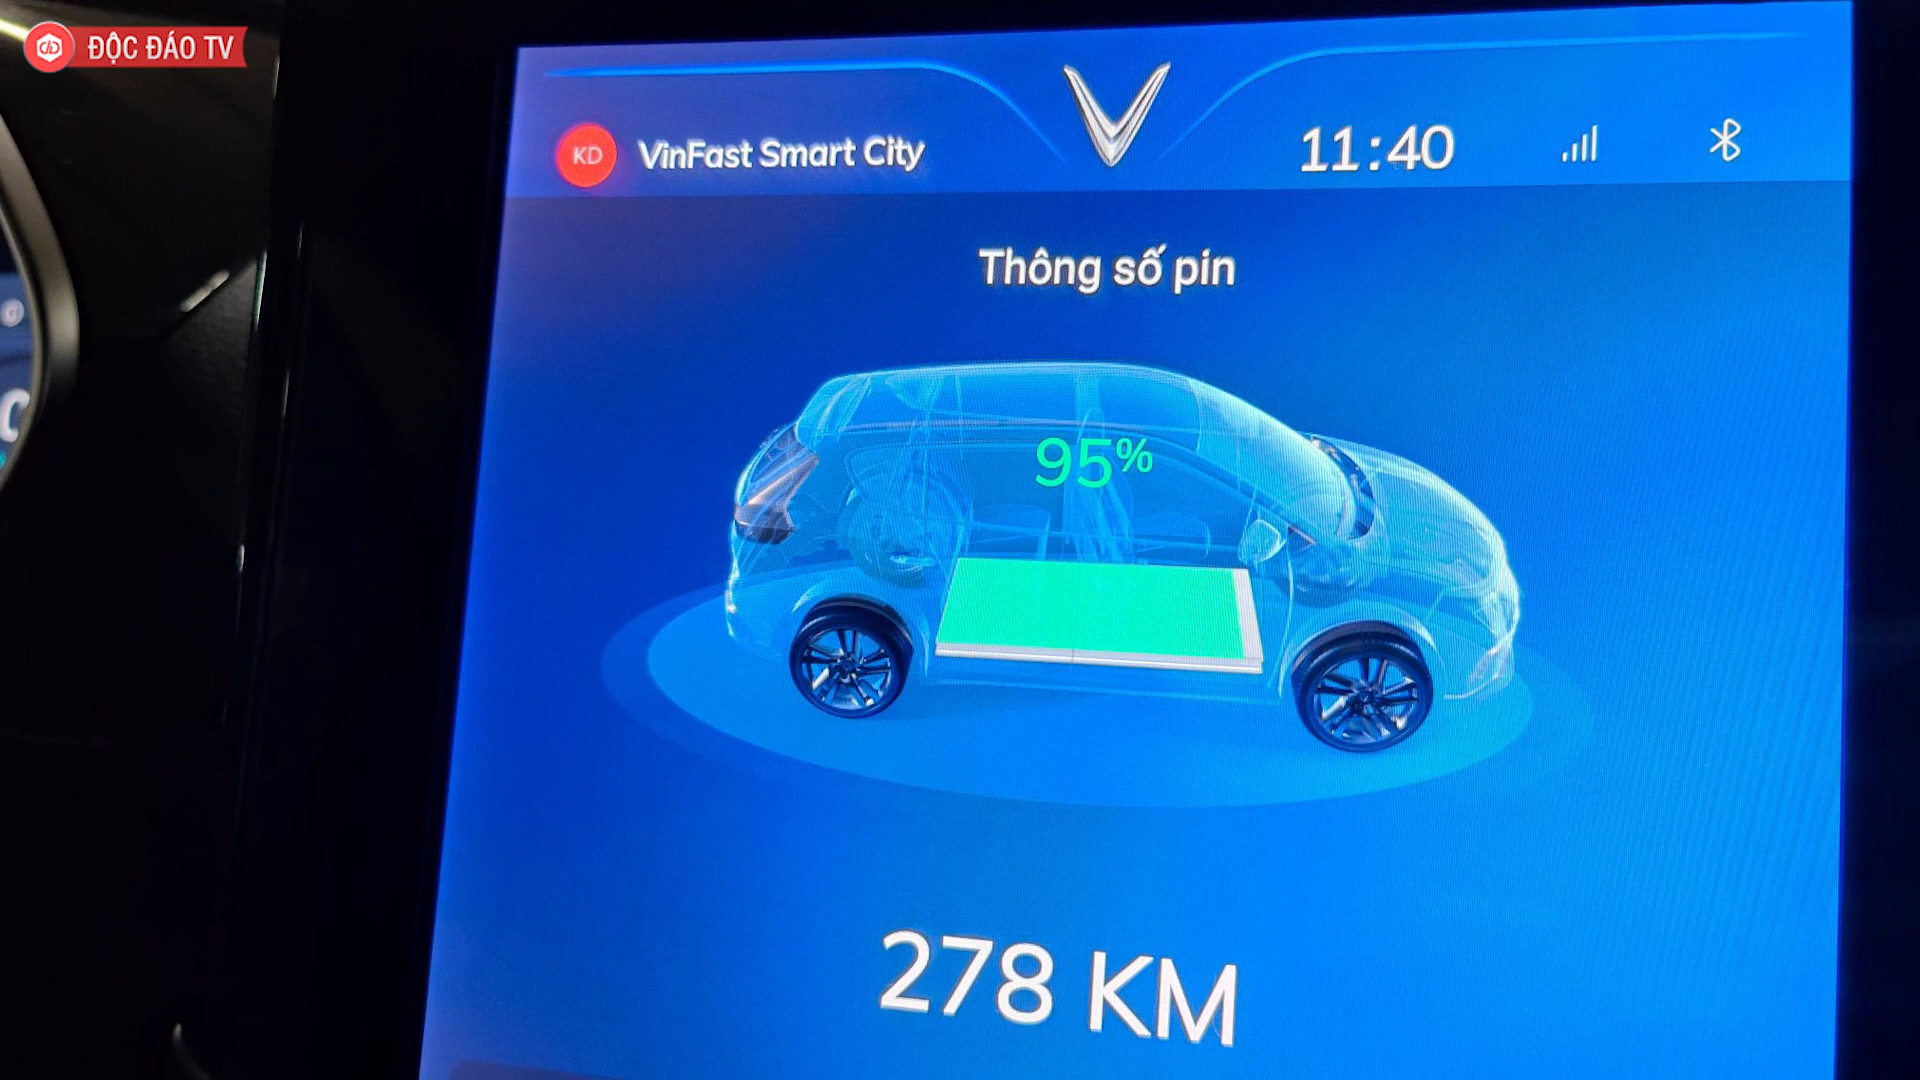 ĐỘC ĐÁO TV
KD VinFast Smart City 11:40
Thông số pin
95%
278 KM